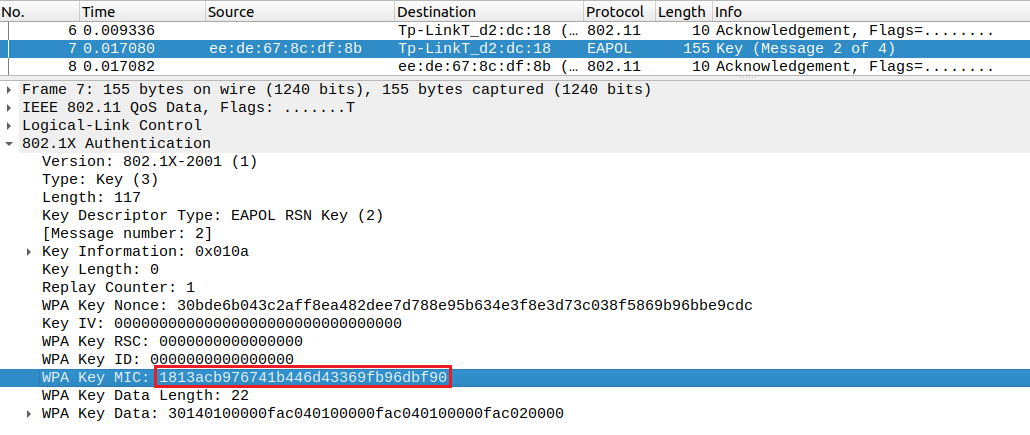 No. Time Source Destination Protocol Length Info
6 0.009336 Tp-LinkT_d2:dc:18 (… 802.11 10 Acknowledgement, Flags=........
7 0.017080 ee:de:67:8c:df:8b Tp-LinkT_d2:dc:18 EAPOL 155 Key (Message 2 of 4)
8 0.017082 ee:de:67:8c:df:8b (… 802.11 10 Acknowledgement, Flags=........
Frame 7: 155 bytes on wire (1240 bits), 155 bytes captured (1240 bits)
IEEE 802.11 QoS Data, Flags: .......T
Logical-Link Control
802.1X Authentication
Version: 802.1X-2001 (1)
Type: Key (3)
Length: 117
Key Descriptor Type: EAPOL RSN Key (2)
[Message number: 2]
Key Information: 0x010a
Key Length: 0
Replay Counter: 1
WPA Key Nonce: 30bde6b043c2aff8ea482dee7d788e95b634e3f8e3d73c038f5869b96bbe9cdc
Key IV: 00000000000000000000000000000000
WPA Key RSC: 0000000000000000
WPA Key ID: 0000000000000000
WPA Key MIC: 1813acb976741b446d43369fb96dbf90
WPA Key Data Length: 22
WPA Key Data: 30140100000fac040100000fac040100000fac020000